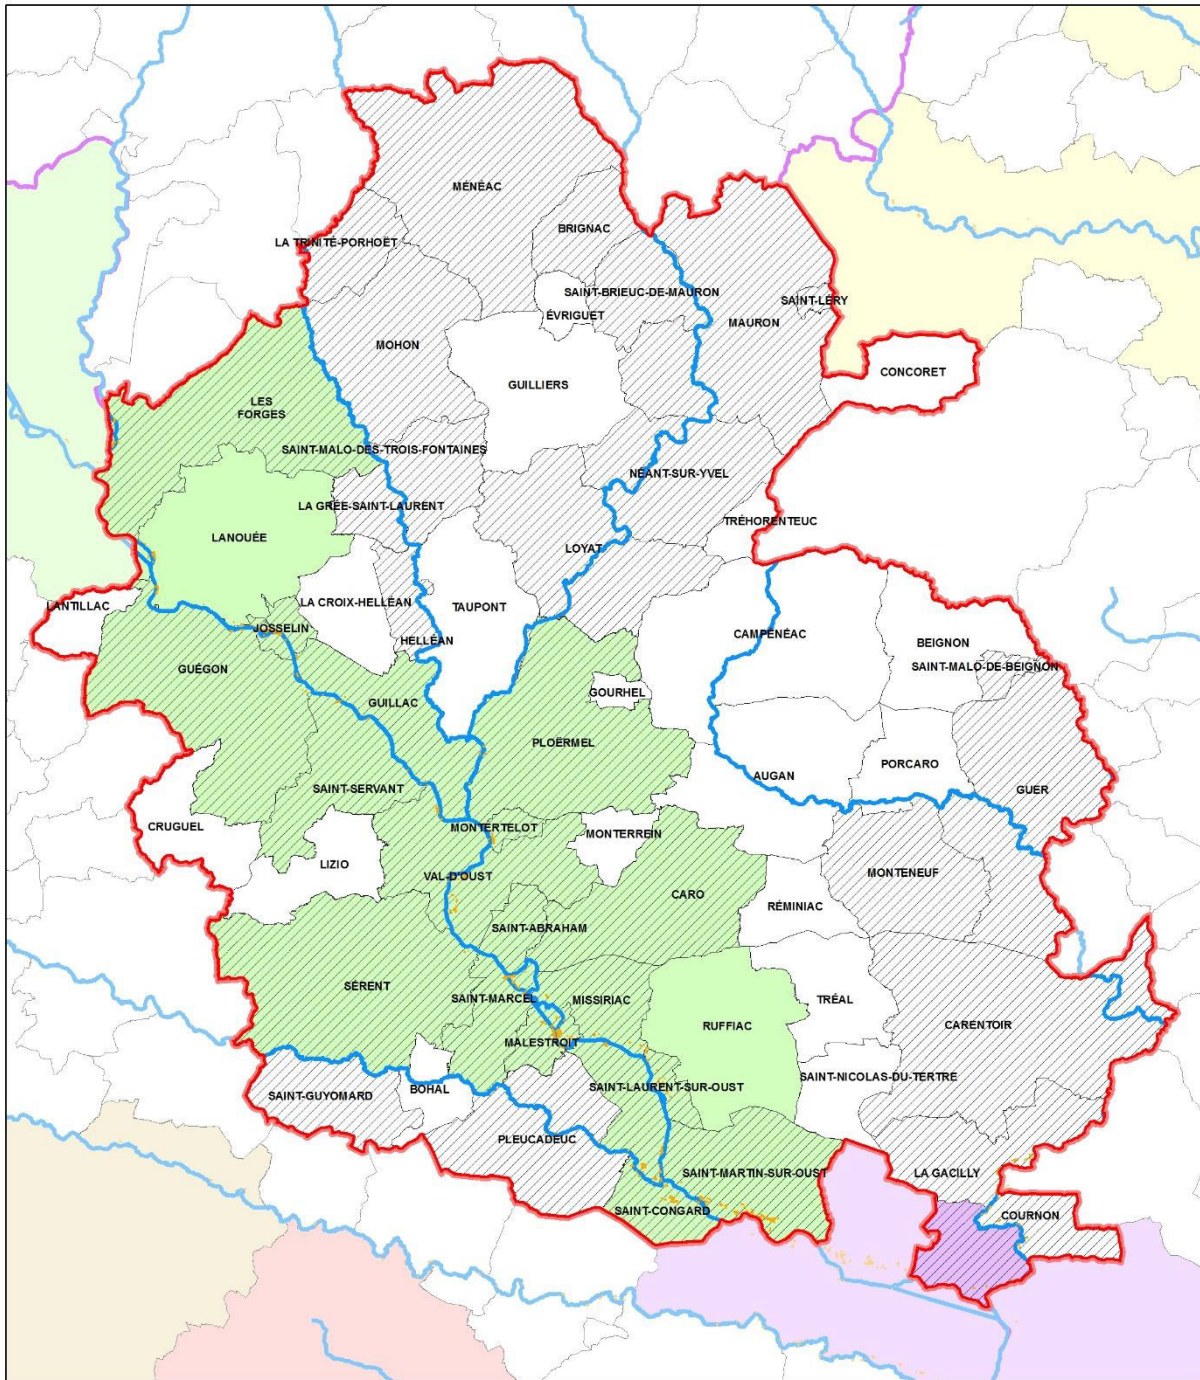 MÉNÉAC
BRIGNAC
LA TRINITÉ-PORHOËT
SAINT-BRIEUC-DE-MAURON
SAINT-LÉRY
ÉVRIGUET
MAURON
MOHON
CONCORET
GUILLIERS
LES
FORGES
SAINT-MALO-DES-TROIS-FONTAINES
NÉANT-SUR-YVEL
LA GRÉE-SAINT-LAURENT
TRÉHORENTEUC
LANOUÉE
LOYAT
LANTILLAC
LA CROIX-HELLÉAN
TAUPONT
JOSSELIN
HELLÉAN
CAMPÉNÉAC
BEIGNON
SAINT-MALO-DE-BEIGNON
GUÉGON
GOURHEL
GUILLAC
PLOËRMEL
PORCARO
AUGAN
GUER
SAINT-SERVANT
CRUGUEL
MONTERTELOT
MONTERREIN
LIZIO
VAL-D'OUST
MONTENEUF
CARO
RÉMINIAC
SAINT-ABRAHAM
SÉRENT
SAINT-MARCEL
MISSIRIAC
TRÉAL
RUFFIAC
CARENTOIR
MALESTROIT
SAINT-NICOLAS-DU-TERTRE
SAINT-LAURENT-SUR-OUST
BOHAL
SAINT-GUYOMARD
PLEUCADEUC
SAINT-MARTIN-SUR-OUST
LA GACILLY
SAINT-CONGARD
COURNON